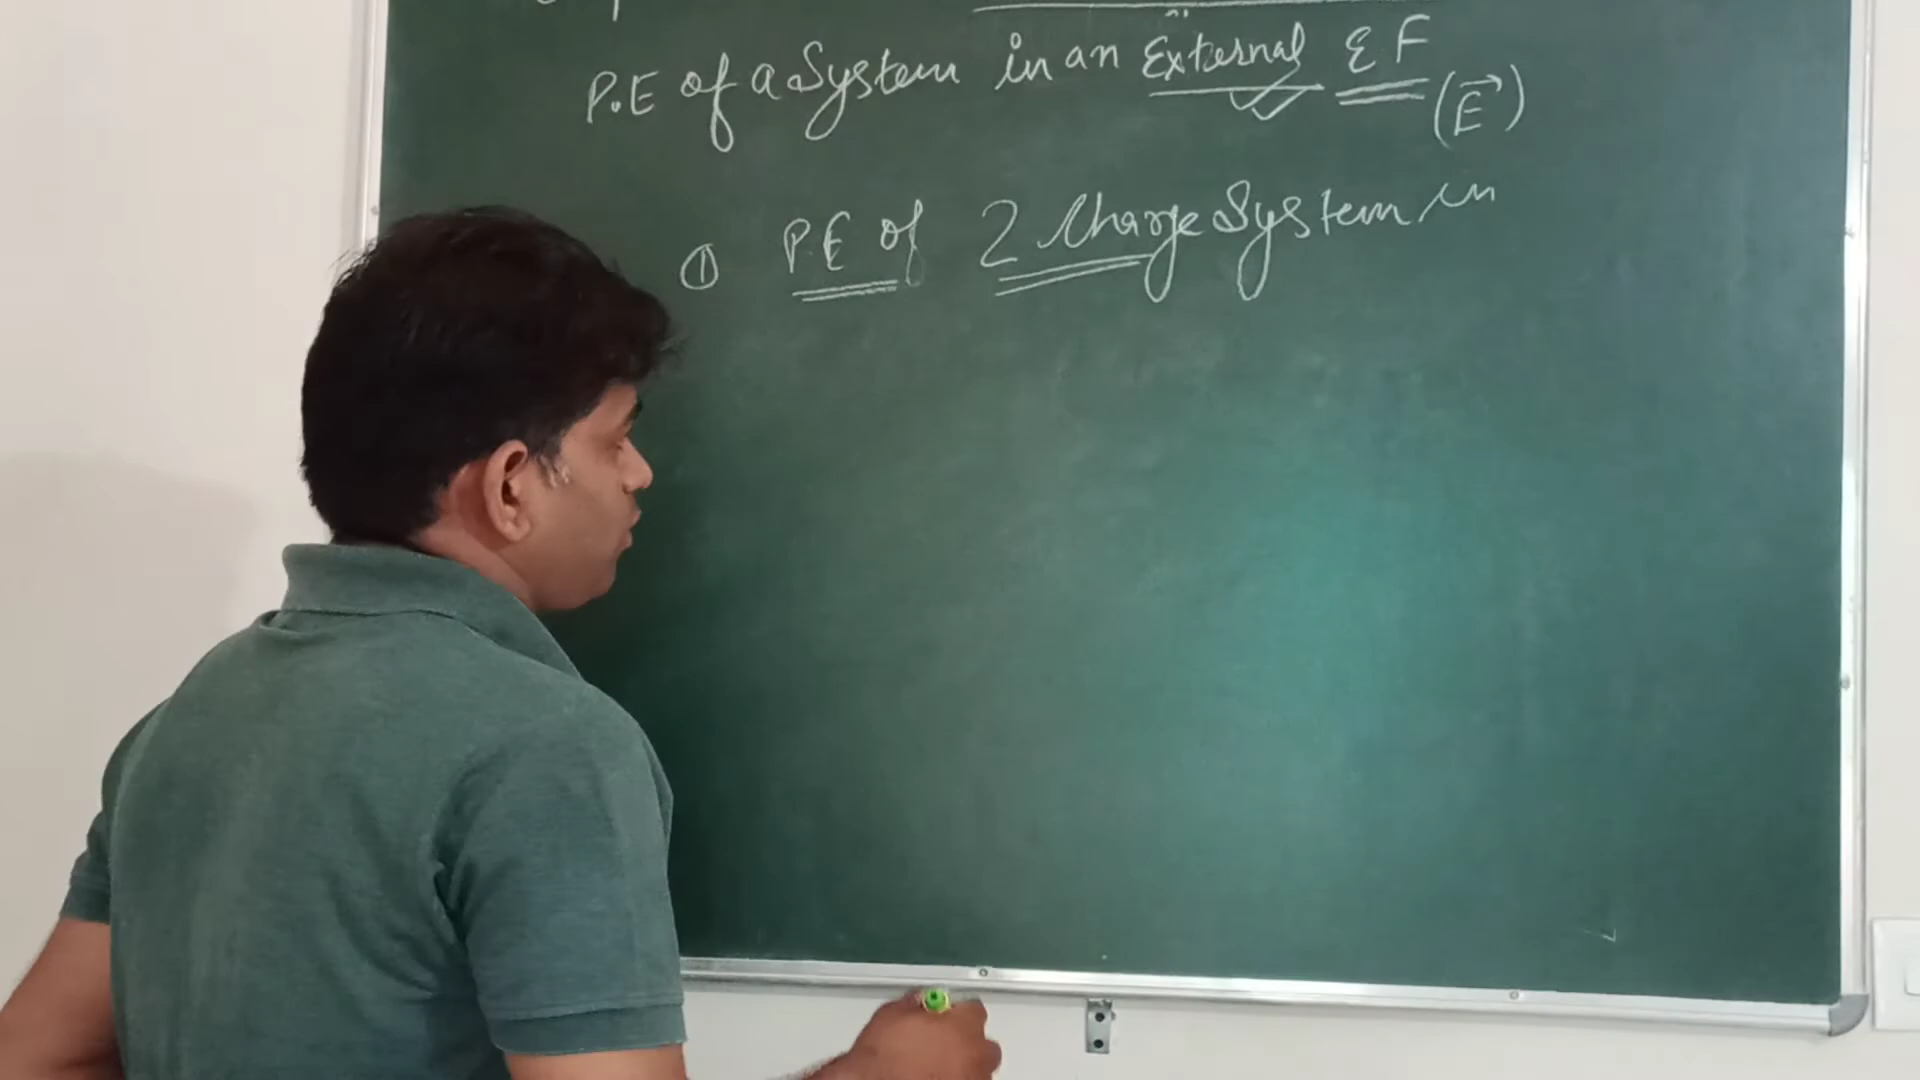 P.E of a System in an External E F
(E⃗)
① P.E of 2 Charge System in